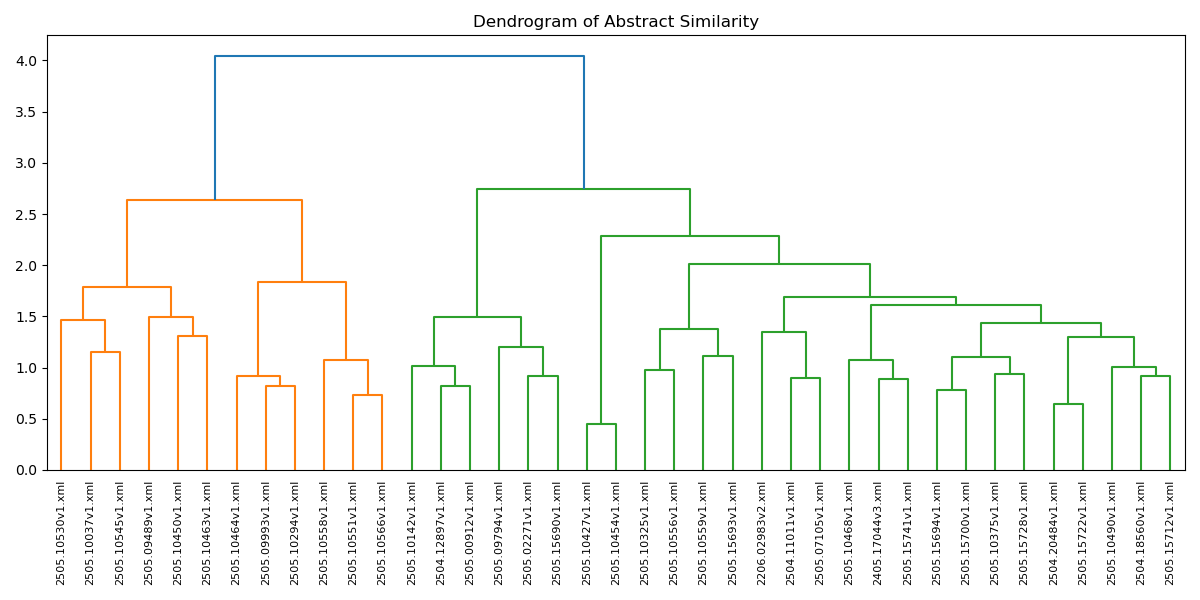 Dendrogram of Abstract Similarity
4.0
3.5
3.0
2.5
2.0
1.5
1.0
0.5
0.0
2505.10530v1.xml
2505.10037v1.xml
2505.10545v1.xml
2505.09489v1.xml
2505.10450v1.xml
2505.10463v1.xml
2505.10464v1.xml
2505.09993v1.xml
2505.10294v1.xml
2505.10558v1.xml
2505.10551v1.xml
2505.10566v1.xml
2505.10142v1.xml
2504.12897v1.xml
2505.00912v1.xml
2505.09794v1.xml
2505.02271v1.xml
2505.15690v1.xml
2505.10427v1.xml
2505.10454v1.xml
2505.10325v1.xml
2505.10556v1.xml
2505.10559v1.xml
2505.15693v1.xml
2206.02983v2.xml
2504.11011v1.xml
2505.07105v1.xml
2505.10468v1.xml
2405.17044v3.xml
2505.15741v1.xml
2505.15694v1.xml
2505.15700v1.xml
2505.10375v1.xml
2505.15728v1.xml
2504.20484v1.xml
2505.15722v1.xml
2505.10490v1.xml
2504.18560v1.xml
2505.15712v1.xml